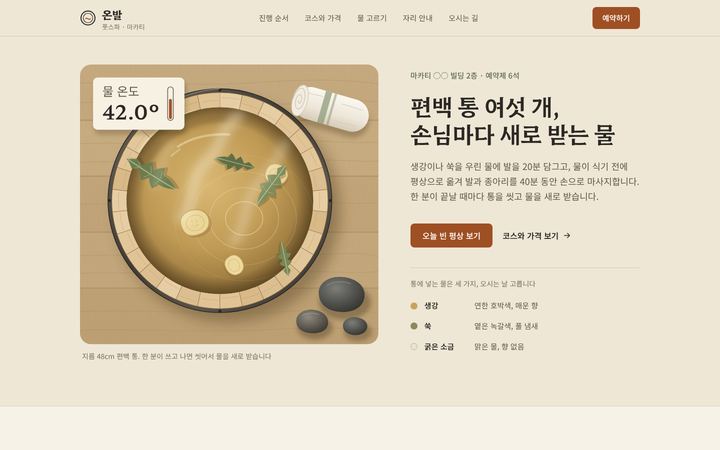 온발
풋스파 · 마카티
진행 순서
코스와 가격
물 고르기
자리 안내
오시는 길
예약하기
물 온도
42.0°
지름 48cm 편백 통. 한 분이 쓰고 나면 씻어서 물을 새로 받습니다
마카티 ○○ 빌딩 2층 · 예약제 6석
편백 통 여섯 개,
손님마다 새로 받는 물
생강이나 쑥을 우린 물에 발을 20분 담그고, 물이 식기 전에
평상으로 옮겨 발과 종아리를 40분 동안 손으로 마사지합니다.
한 분이 끝날 때마다 통을 씻고 물을 새로 받습니다.
오늘 빈 평상 보기
코스와 가격 보기 →
통에 넣는 물은 세 가지, 오시는 날 고릅니다
생강 연한 호박색, 매운 향
쑥 옅은 녹갈색, 풀 냄새
굵은 소금 맑은 물, 향 없음